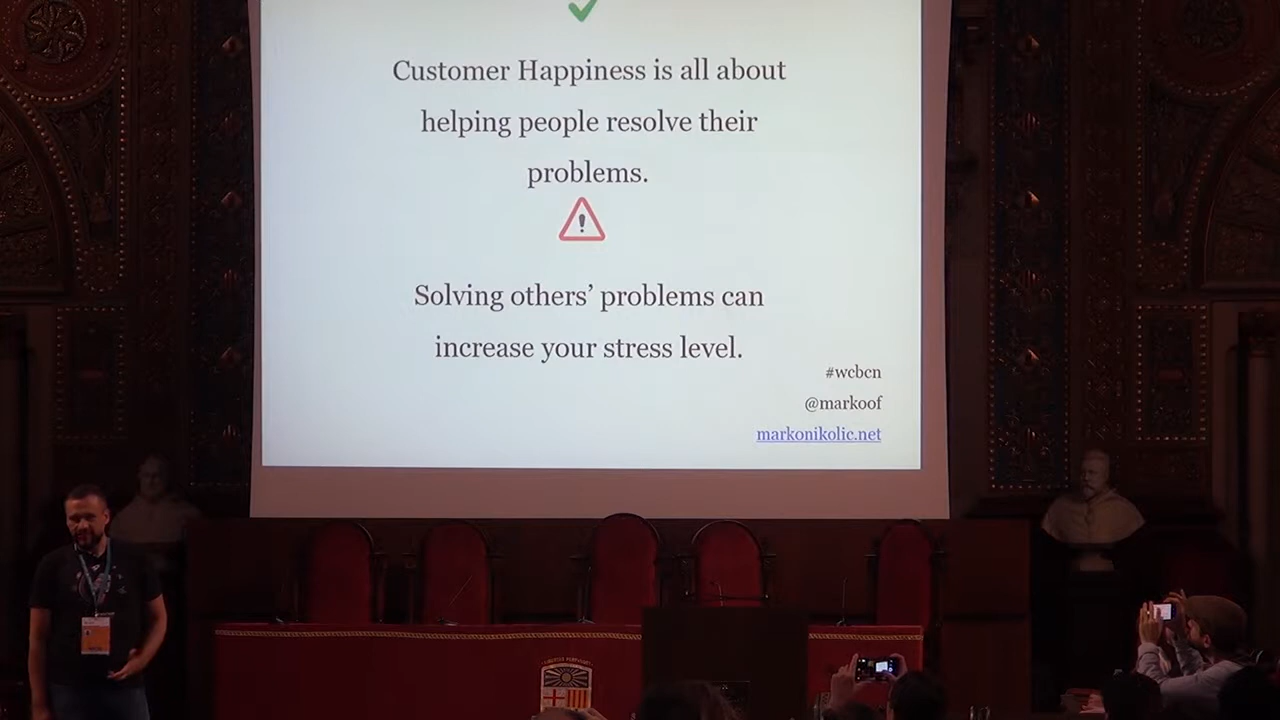 Customer Happiness is all about
helping people resolve their
problems.
Solving others’ problems can
increase your stress level.
#wcbcn
@markoof
markonikolic.net